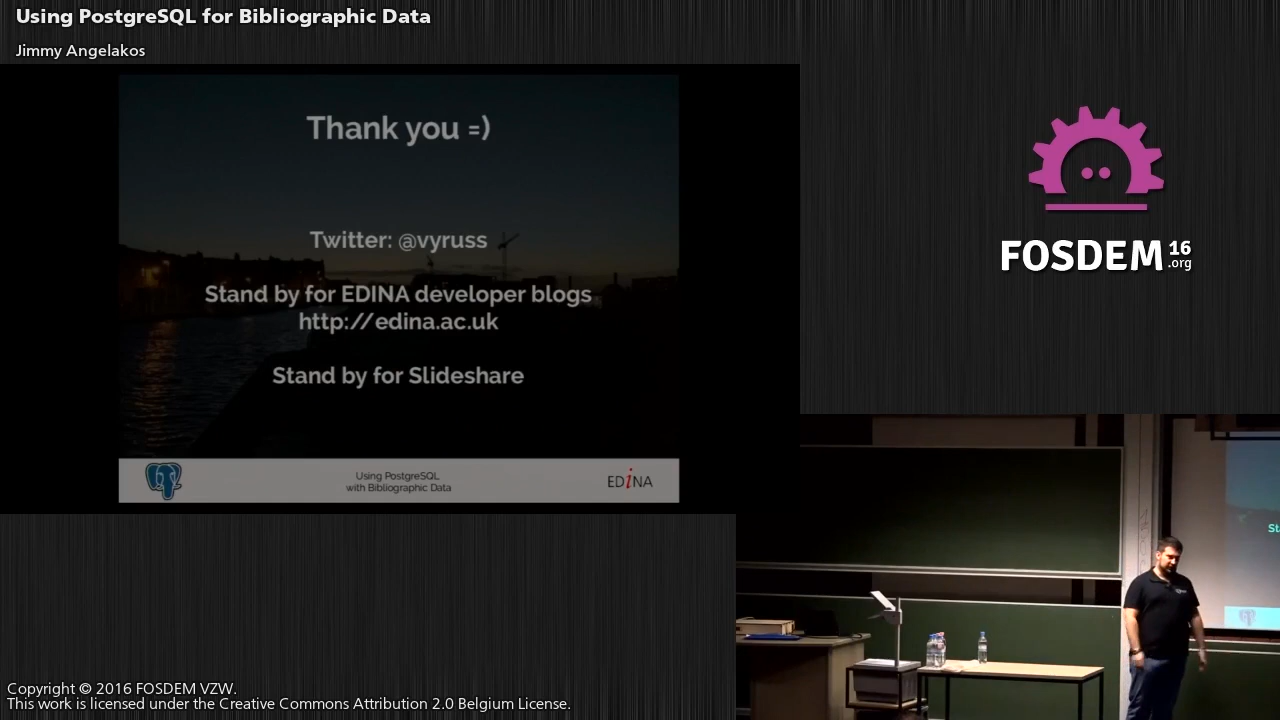 Using PostgreSQL for Bibliographic Data
Jimmy Angelakos
Thank you =)
Twitter: @vyruss
Stand by for EDINA developer blogs
http://edina.ac.uk
Stand by for Slideshare
Using PostgreSQL
with Bibliographic Data
EDiNA
FOSDEM 16
.org
St
Copyright © 2016 FOSDEM VZW.
This work is licensed under the Creative Commons Attribution 2.0 Belgium License.